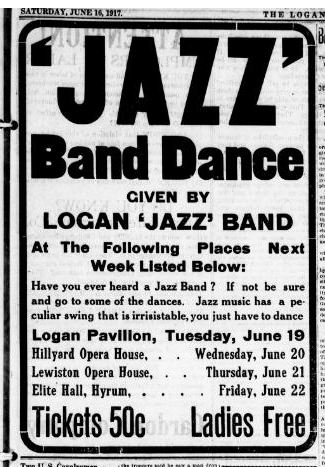 SATURDAY, JUNE 16, 1917.
THE LOGAN
'JAZZ'
Band Dance
GIVEN BY
LOGAN 'JAZZ' BAND
At The Following Places Next
Week Listed Below:
Have you ever heard a Jazz Band ? If not be sure
and go to some of the dances. Jazz music has a pe-
culiar swing that is irrisistable, you just have to dance
Logan Pavilion, Tuesday, June 19
Hillyard Opera House, . . Wednesday, June 20
Lewiston Opera House, . . Thursday, June 21
Elite Hall, Hyrum, . . . . Friday, June 22
Tickets 50c Ladies Free